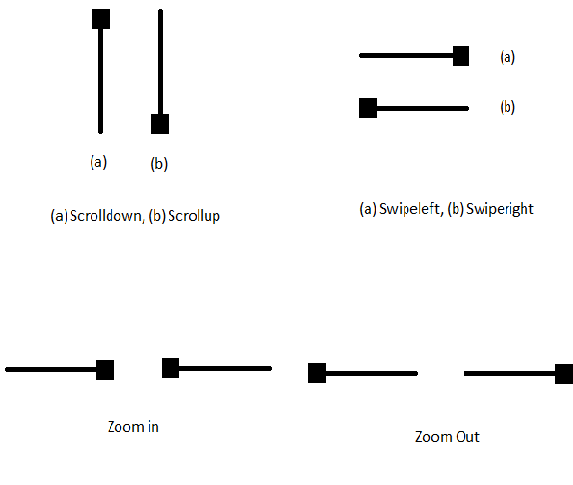 (a)
(b)
(a) Scrolldown, (b) Scrollup
(a)
(b)
(a) Swipeleft, (b) Swiperight
Zoom in
Zoom Out